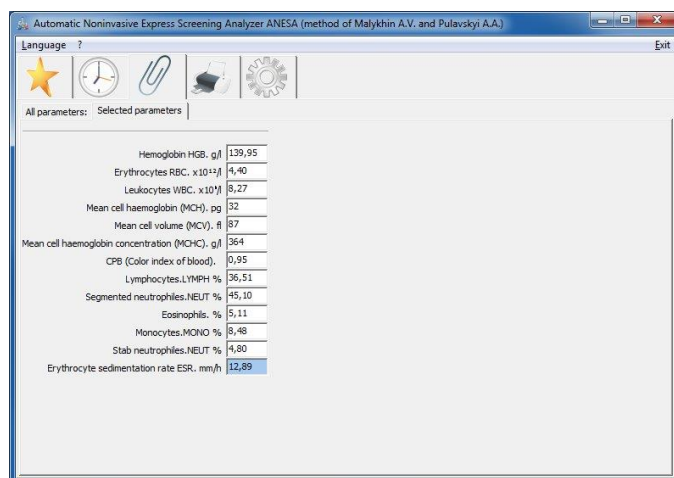 Automatic Noninvasive Express Screening Analyzer ANESA (method of Malykhin A.V. and Pulavskyi A.A.)
Language ? Exit
All parameters: Selected parameters
Hemoglobin HGB. g/l 139,95
Erythrocytes RBC. x10¹²/l 4,40
Leukocytes WBC. x10⁹/l 8,27
Mean cell haemoglobin (MCH). pg 32
Mean cell volume (MCV). fl 87
Mean cell haemoglobin concentration (MCHC). g/l 364
CPB (Color index of blood). 0,95
Lymphocytes.LYMPH % 36,51
Segmented neutrophiles.NEUT % 45,10
Eosinophils. % 5,11
Monocytes.MONO % 8,48
Stab neutrophiles.NEUT % 4,80
Erythrocyte sedimentation rate ESR. mm/h 12,89